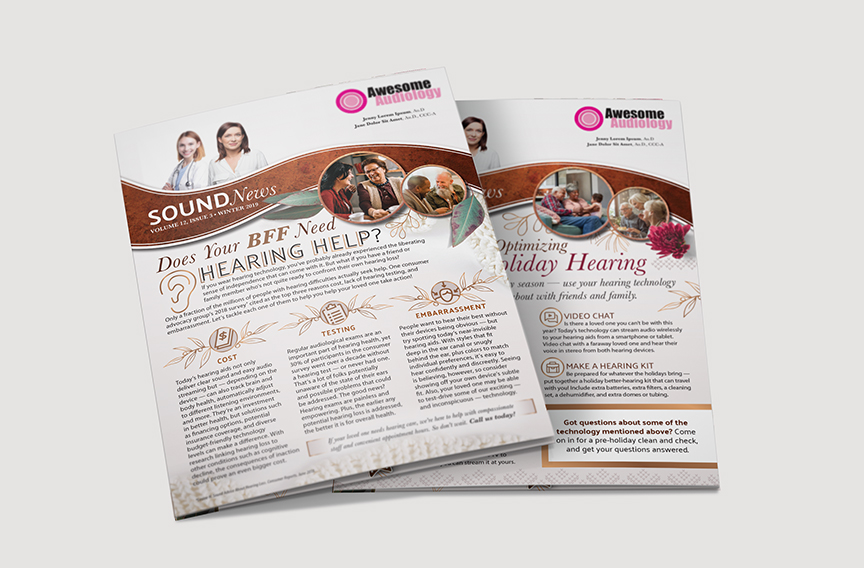 Awesome
Audiology
Jenny Lorem Ipsum, Au.D
Jane Dolor Sit Amet, Au.D., CCC-A
SOUND News
VOLUME 12, ISSUE 3 • WINTER 2019
Does Your BFF Need
HEARING HELP?
If you wear hearing technology, you've probably already experienced the liberating
sense of independence that can come with it. But what if you have a friend or
family member who's not quite ready to confront their own hearing loss?
Only a fraction of the millions of people with hearing difficulties actually seek help. One consumer
advocacy group's 2018 survey* cited as the top three reasons cost, lack of hearing testing, and
embarrassment. Let's tackle each one of them to help you help your loved one take action!
COST
Today's hearing aids not only
deliver clear sound and easy audio
streaming but — depending on the
device — can also track brain and
body health, automatically adjust
to different listening environments,
and more. They're an investment
in better health, but solutions such
as financing options, potential
insurance coverage, and diverse
budget-friendly technology
levels can make a difference. With
research linking hearing loss to
other conditions such as cognitive
decline, the consequences of inaction
could prove an even bigger cost.
TESTING
Regular audiological exams are an
important part of hearing health, yet
50% of participants in the consumer
survey went over a decade without
a hearing test — or never had one.
That's a lot of folks potentially
unaware of the state of their ears
and possible problems that could
be addressed. The good news?
Hearing exams are painless and
empowering. Plus, the earlier any
potential hearing loss is addressed,
the better it is for overall health.
EMBARRASSMENT
People want to hear their best without
their devices being obvious — but
try spotting today's near-invisible
hearing aids. With styles that fit
deep in the ear canal or snugly
behind the ear, plus colors to match
individual preferences, it's easy to
hear confidently and discreetly. Seeing
is believing, however, so consider
showing off your own device's subtle
fit. Also, your loved one may be able
to test-drive some of our exciting —
and inconspicuous — technology.
If your loved one needs hearing care, we're here to help with compassionate
staff and convenient appointment hours. So don't wait. Call us today!
Awesome
Audiology
Jenny Lorem Ipsum, Au.D
Jane Dolor Sit Amet, Au.D., CCC-A
News
Optimizing
oliday Hearing
y season — use your hearing technology
about with friends and family.
VIDEO CHAT
Is there a loved one you can't be with this
year? Today's technology can stream audio wirelessly
to your hearing aids from a smartphone or tablet.
Video chat with a faraway loved one and hear their
voice in stereo from both hearing devices.
MAKE A HEARING KIT
Be prepared for whatever the holidays bring —
put together a holiday better-hearing kit that can travel
with you! Include extra batteries, extra filters, a cleaning
set, a dehumidifier, and extra domes or tubing.
Got questions about some of the
technology mentioned above? Come
on in for a pre-holiday clean and check,
and get your questions answered.
can stream it at yours.